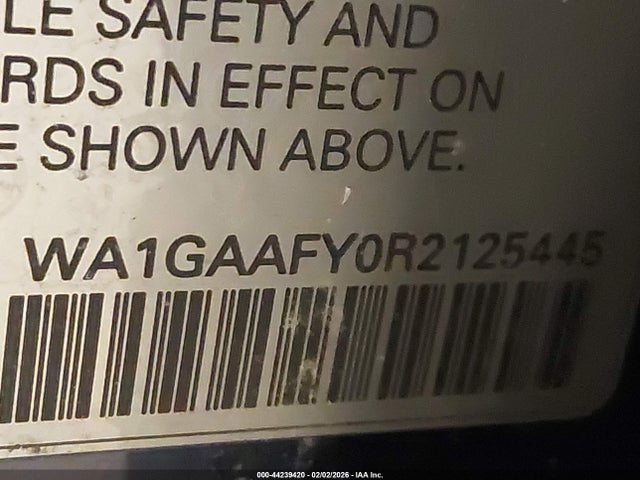 LE SAFETY AND
RDS IN EFFECT ON
E SHOWN ABOVE.
WA1GAAFY0R2125445
000-44239420 - 02/02/2026 - IAA Inc.